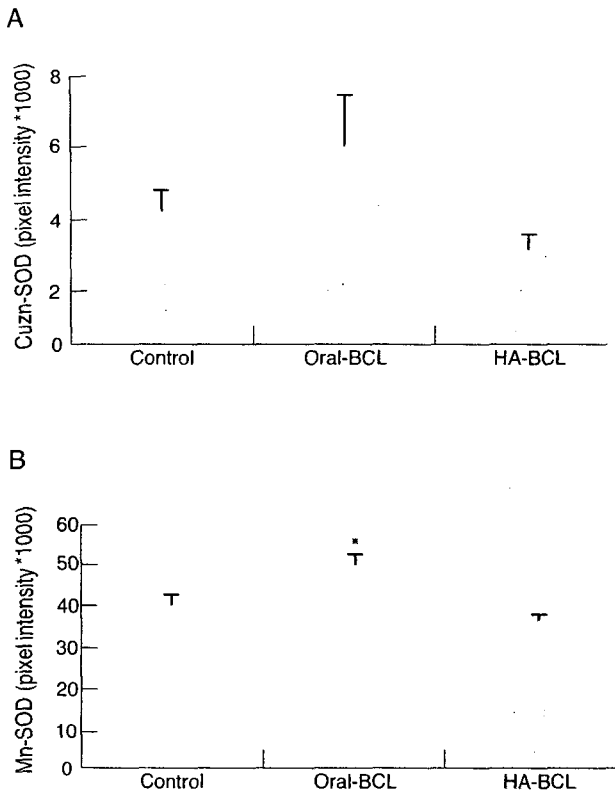 A
Cuzn-SOD (pixel intensity *1000)
8
6
4
2
0
Control Oral-BCL HA-BCL
B
Mn-SOD (pixel intensity *1000)
60
50
40
30
20
10
0
*
Control Oral-BCL HA-BCL